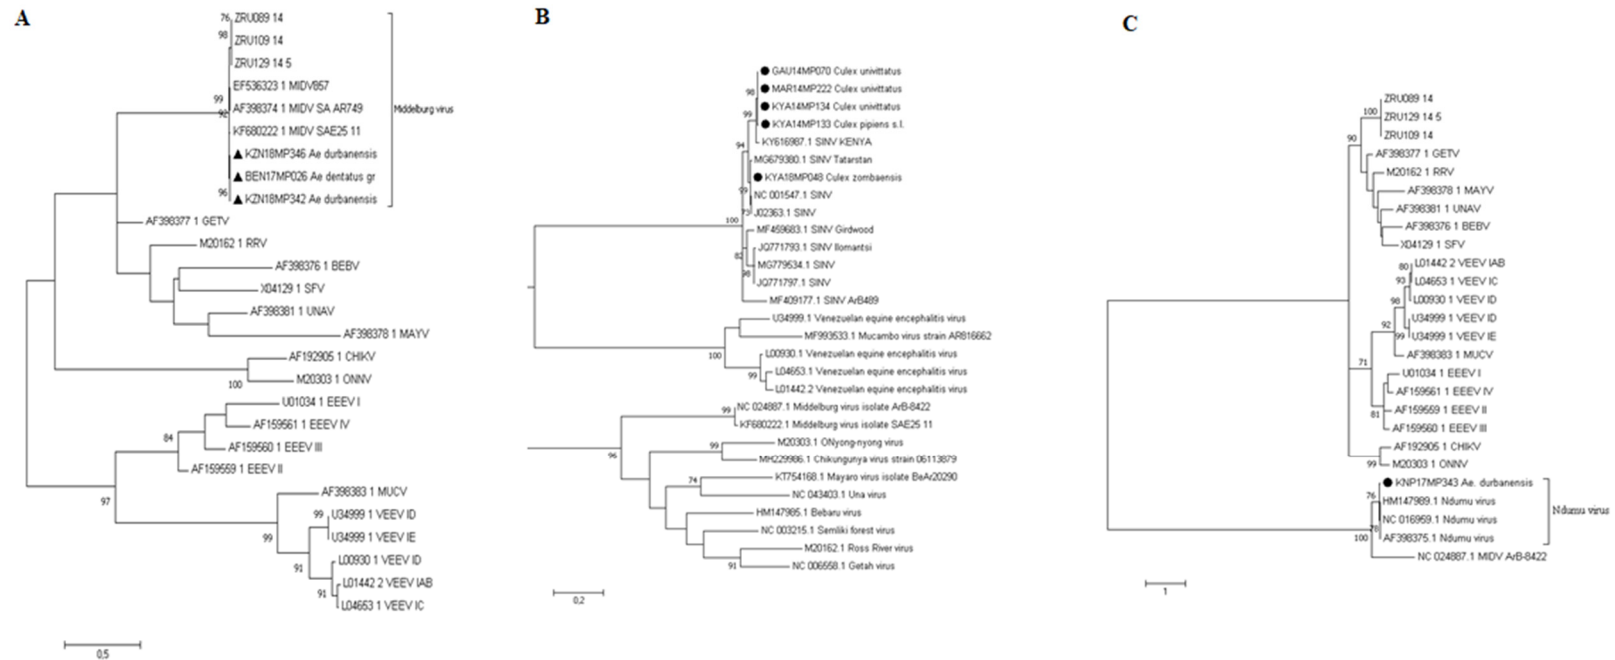 A
76 ZRU089 14
98
ZRU109 14
ZRU129 14 5
EF536323 1 MIDV857
99
AF398374 1 MIDV SA AR749
92
Middelburg virus
KF680222 1 MIDV SAE25 11
KZN18MP346 Ae durbanensis
BEN17MP026 Ae dentatus gr
96
KZN18MP342 Ae durbanensis
AF398377 1 GETV
M20162 1 RRV
AF398376 1 BEBV
X04129 1 SFV
AF398381 1 UNAV
AF398378 1 MAYV
AF192905 1 CHIKV
100
M20303 1 ONNV
U01034 1 EEEV I
AF159561 1 EEEV IV
84
AF159560 1 EEEV III
AF159559 1 EEEV II
97
AF398383 1 MUCV
99
U34999 1 VEEV ID
99
U34999 1 VEEV IE
L00930 1 VEEV ID
91
L01442 2 VEEV IAB
91
L04653 1 VEEV IC
0,5
B
GAU14MP070 Culex univittatus
98
MAR14MP222 Culex univittatus
KYA14MP134 Culex univittatus
99
KYA14MP133 Culex pipiens s.l.
KY616987.1 SINV KENYA
94
MG679380.1 SINV Tatarstan
KYA18MP048 Culex zombaensis
99
NC 001547.1 SINV
73
J02363.1 SINV
100
MF459683.1 SINV Girdwood
JQ771793.1 SINV Ilomantsi
82
MG779534.1 SINV
98
JQ771797.1 SINV
MF409177.1 SINV ArB489
U34999.1 Venezuelan equine encephalitis virus
MF993533.1 Mucambo virus strain AR816662
100
L00930.1 Venezuelan equine encephalitis virus
L04653.1 Venezuelan equine encephalitis virus
99
L01442.2 Venezuelan equine encephalitis virus
99
NC 024887.1 Middelburg virus isolate ArB-8422
KF680222.1 Middelburg virus isolate SAE25 11
96
M20303.1 ONyong-nyong virus
99
MH229986.1 Chikungunya virus strain 06113879
KT754168.1 Mayaro virus isolate BeAr20290
74
NC 043403.1 Una virus
HM147985.1 Bebaru virus
NC 003215.1 Semliki forest virus
M20162.1 Ross River virus
91
NC 006558.1 Getah virus
0,2
C
ZRU089 14
100
ZRU129 14 5
ZRU109 14
90
AF398377 1 GETV
M20162 1 RRV
AF398378 1 MAYV
AF398381 1 UNAV
AF398376 1 BEBV
X04129 1 SFV
80
L01442 2 VEEV IAB
93
L04653 1 VEEV IC
98
L00930 1 VEEV ID
U34999 1 VEEV ID
92
99
U34999 1 VEEV IE
AF398383 1 MUCV
71
U01034 1 EEEV I
AF159561 1 EEEV IV
81
AF159559 1 EEEV II
AF159560 1 EEEV III
AF192905 1 CHIKV
99
M20303 1 ONNV
KNP17MP343 Ae. durbanensis
76
HM147989.1 Ndumu virus
NC 016959.1 Ndumu virus
Ndumu virus
78
AF398375.1 Ndumu virus
100
NC 024887.1 MIDV ArB-8422
1